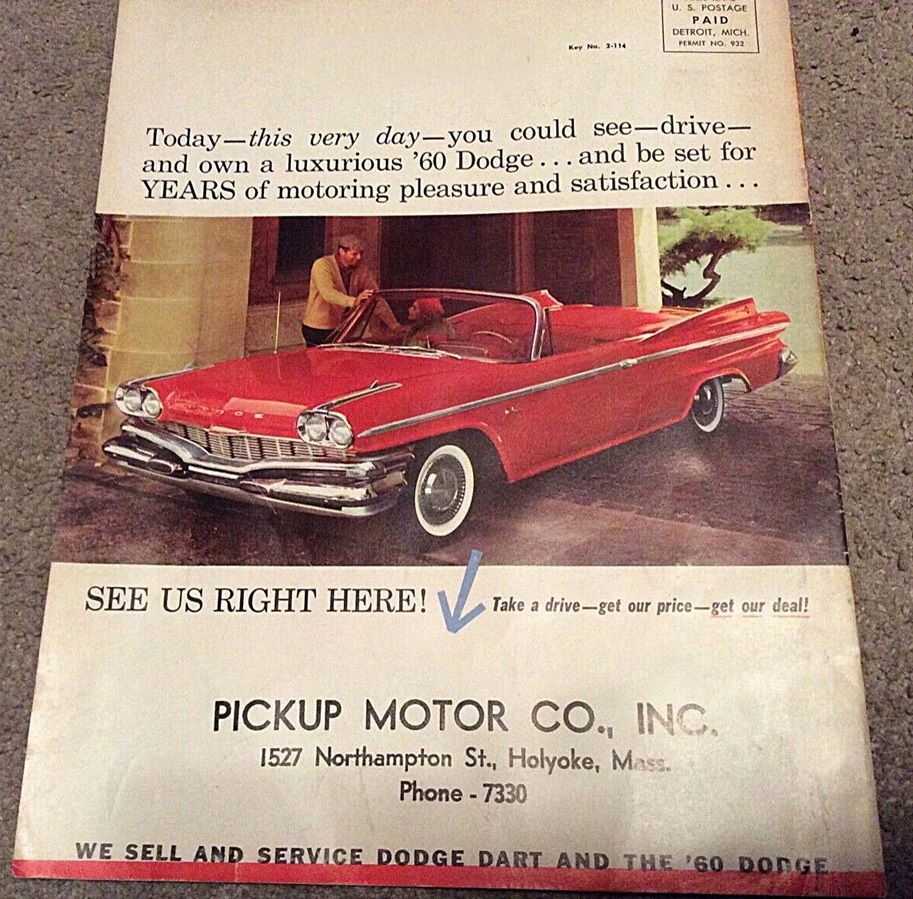 U. S. POSTAGE
PAID
DETROIT, MICH.
PERMIT NO. 932
Key No. 2-114
Today—this very day—you could see—drive—
and own a luxurious '60 Dodge...and be set for
YEARS of motoring pleasure and satisfaction...
DODGE
SEE US RIGHT HERE!
Take a drive—get our price—get our deal!
PICKUP MOTOR CO., INC.
1527 Northampton St., Holyoke, Mass.
Phone - 7330
WE SELL AND SERVICE DODGE DART AND THE '60 DODGE